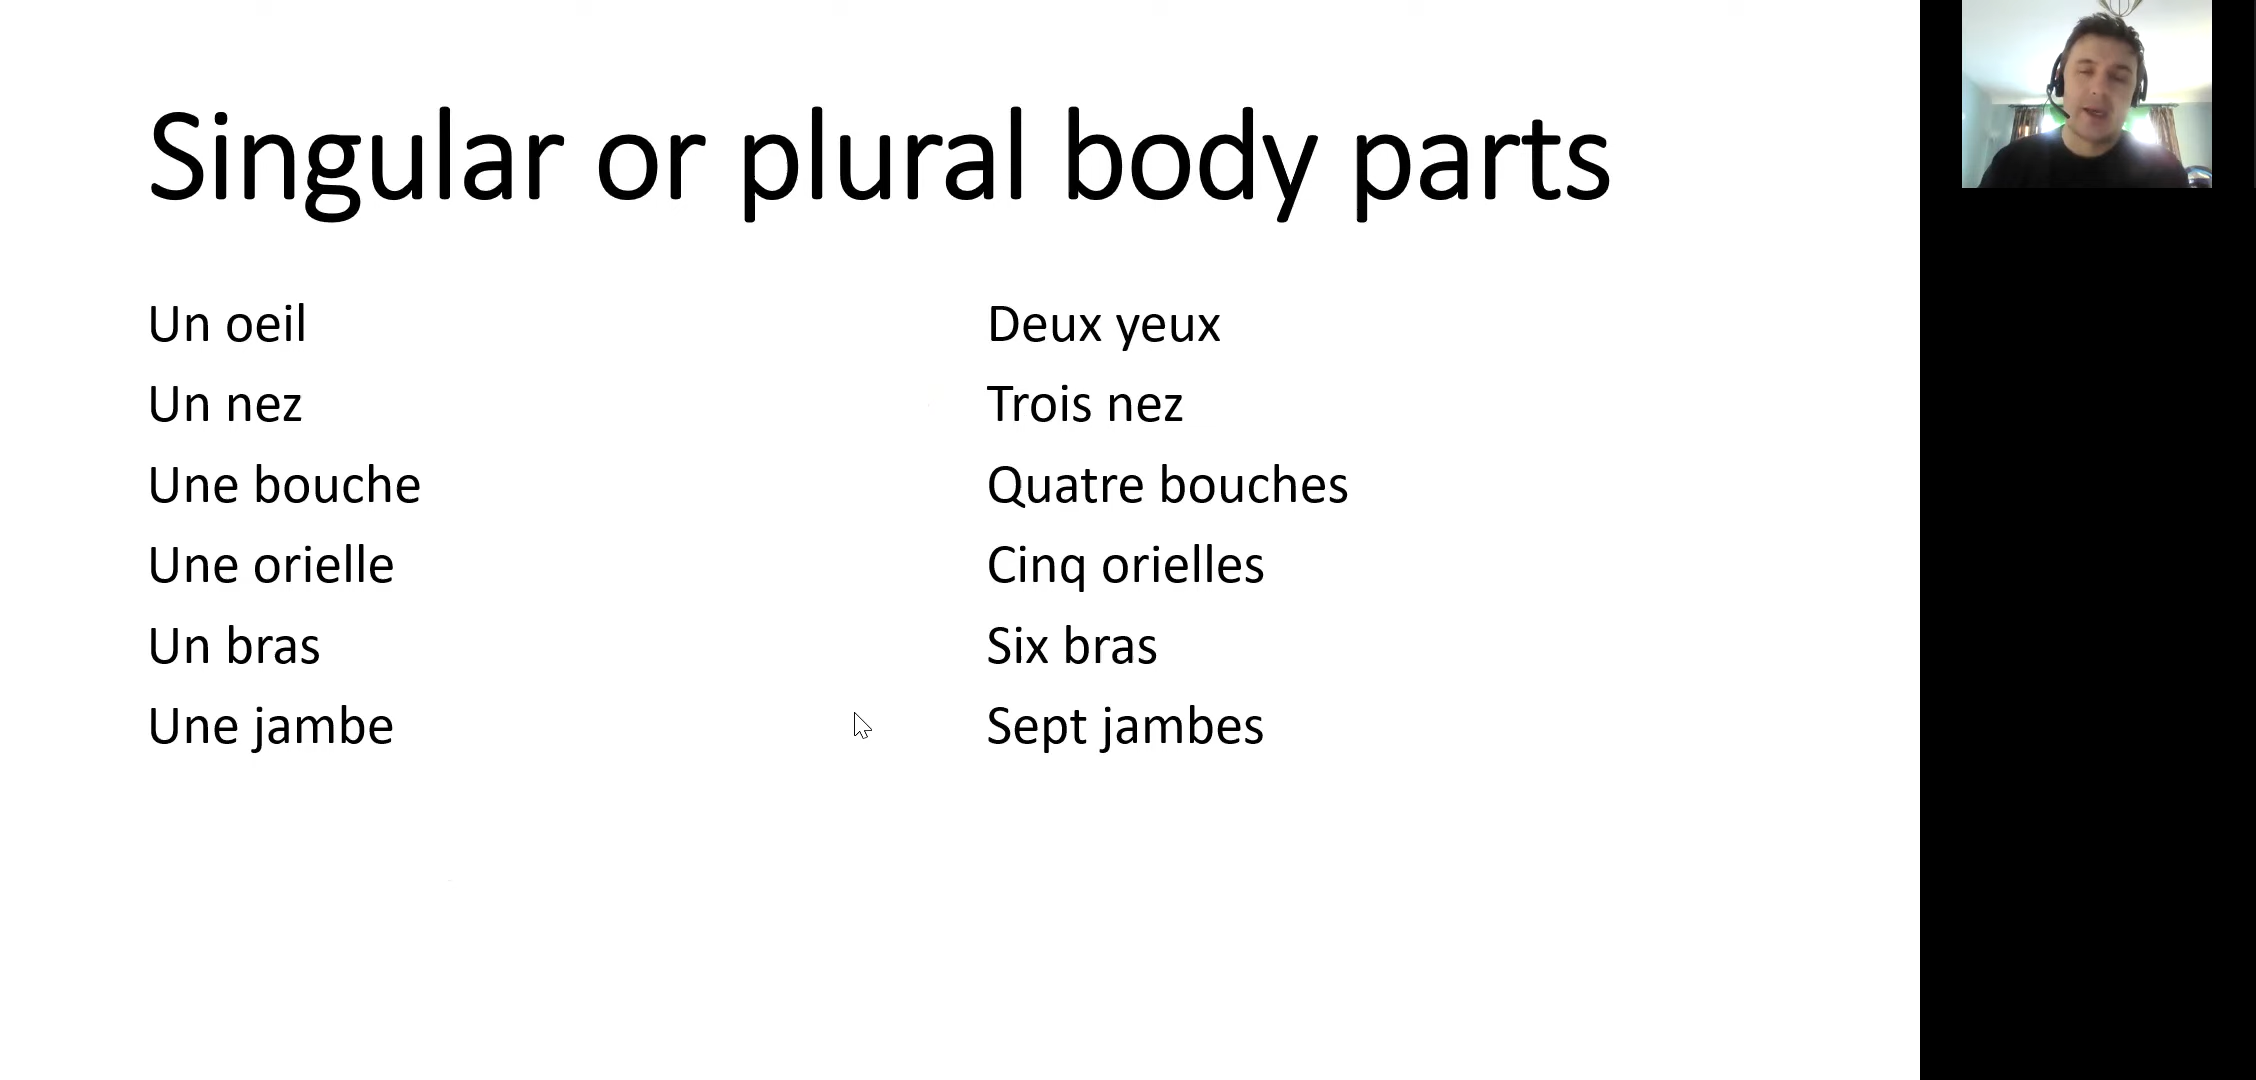 Singular or plural body parts
Un oeil
Un nez
Une bouche
Une orielle
Un bras
Une jambe
Deux yeux
Trois nez
Quatre bouches
Cinq orielles
Six bras
Sept jambes